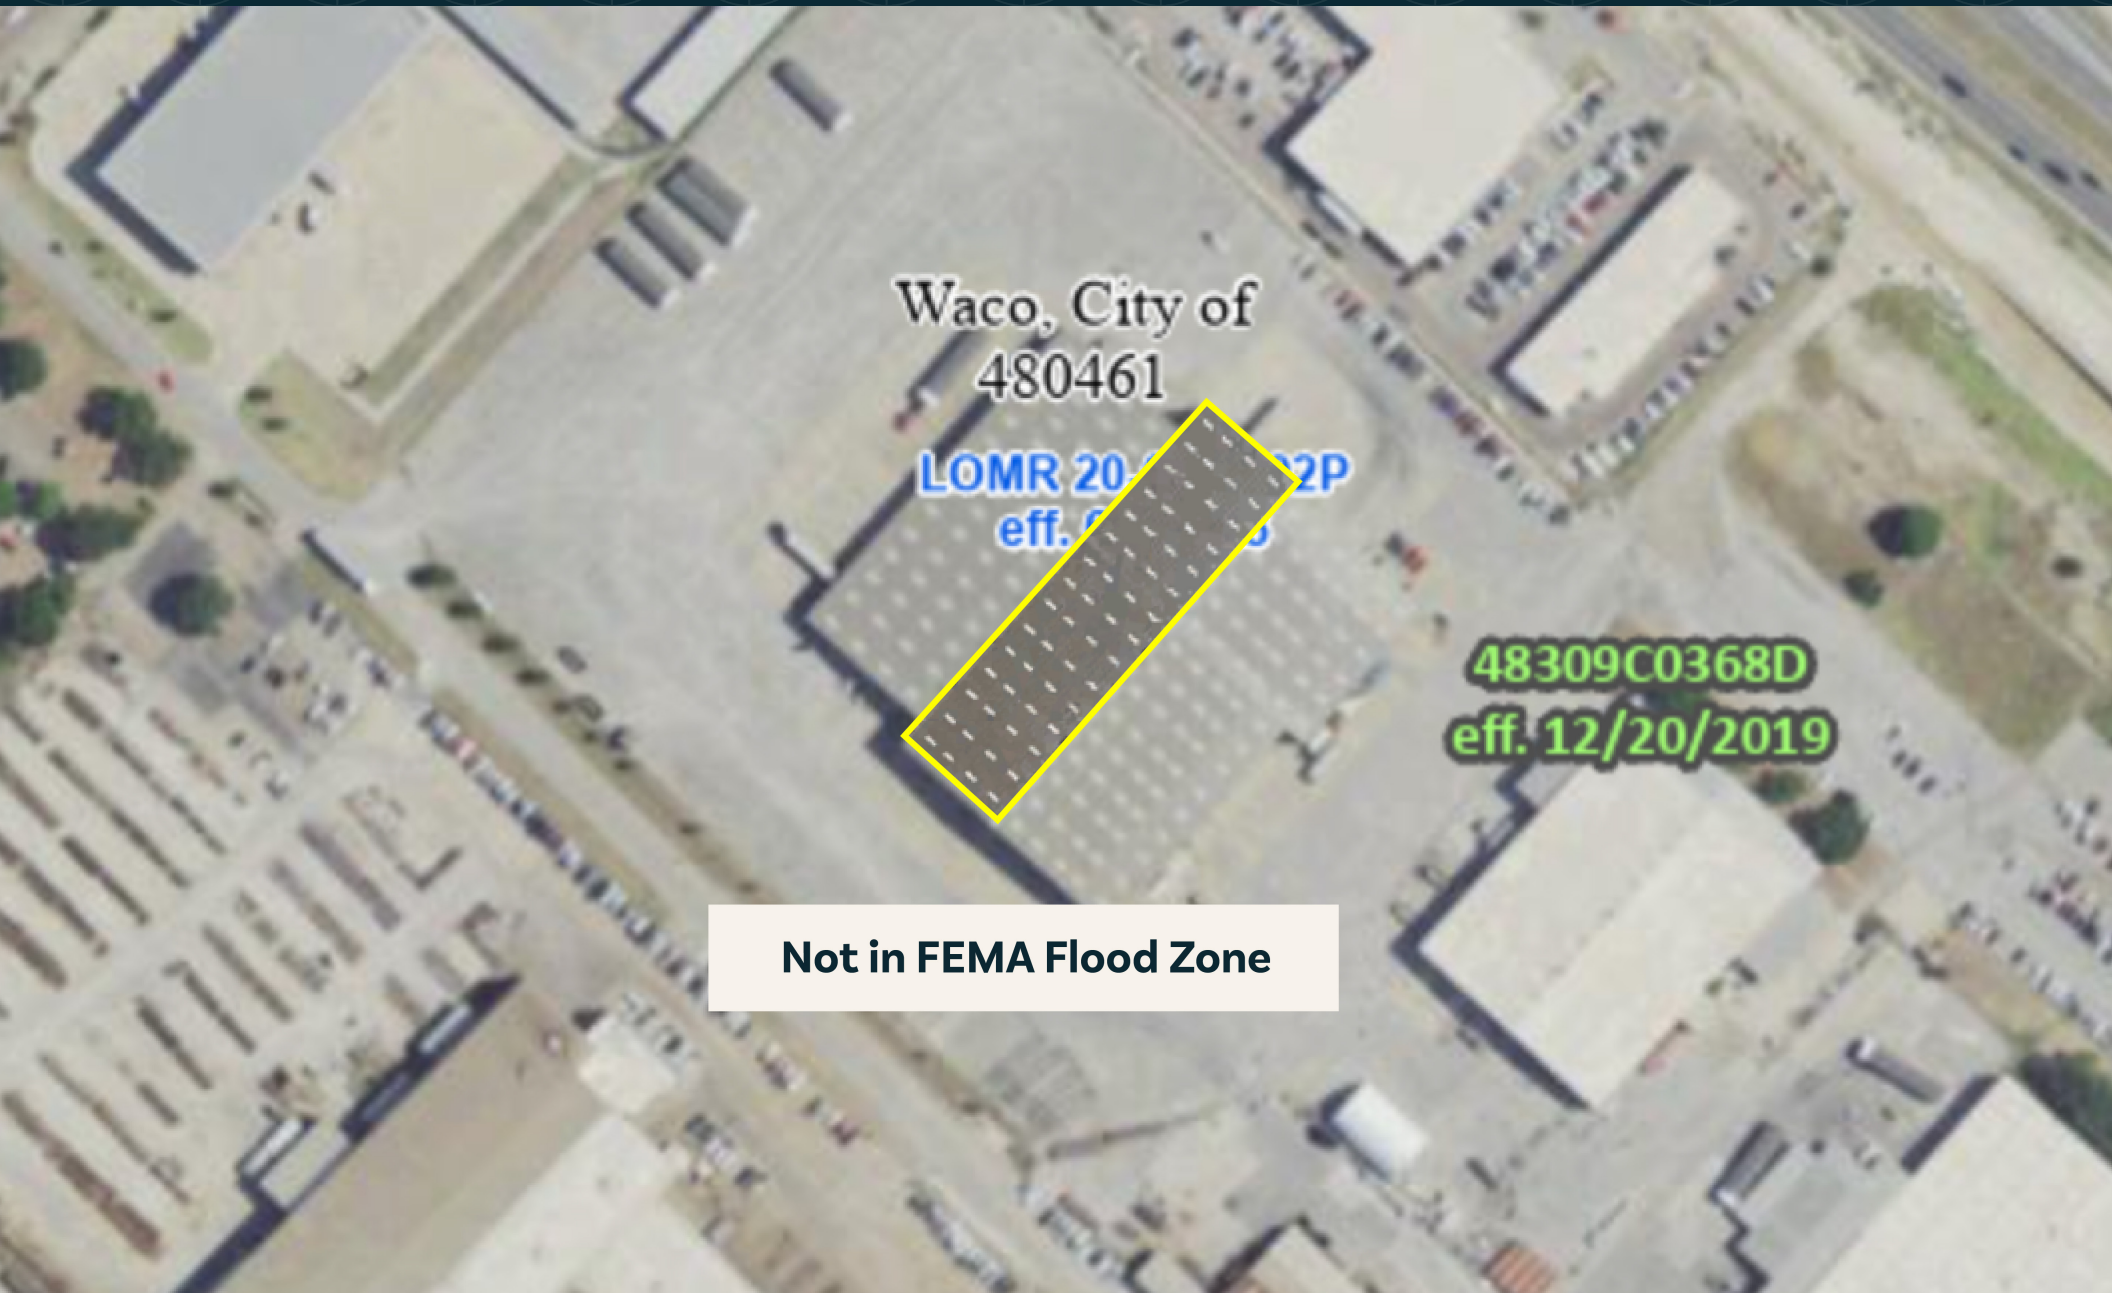 Waco, City of
480461
LOMR 20- 2P
eff.
48309C0368D
eff. 12/20/2019
Not in FEMA Flood Zone